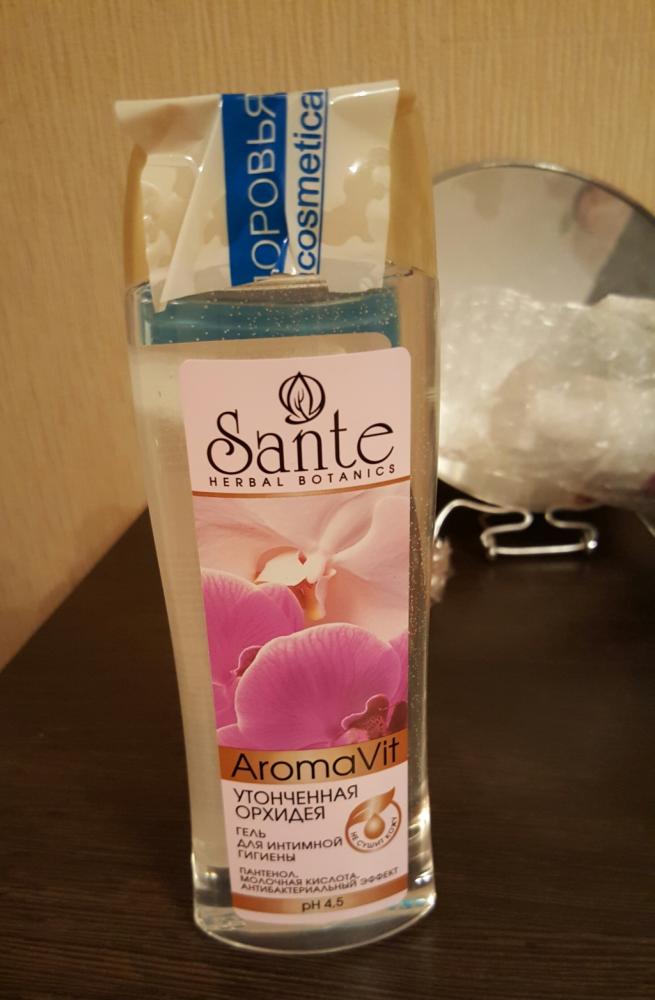 ДОРОВЬЯ
cosmetica
Sante
HERBAL BOTANICS
AromaVit
УТОНЧЕННАЯ
ОРХИДЕЯ
ГЕЛЬ
ДЛЯ ИНТИМНОЙ
ГИГИЕНЫ
НЕ СУШИТ КОЖУ
ПАНТЕНОЛ,
МОЛОЧНАЯ КИСЛОТА,
АНТИБАКТЕРИАЛЬНЫЙ ЭФФЕКТ
pH 4,5